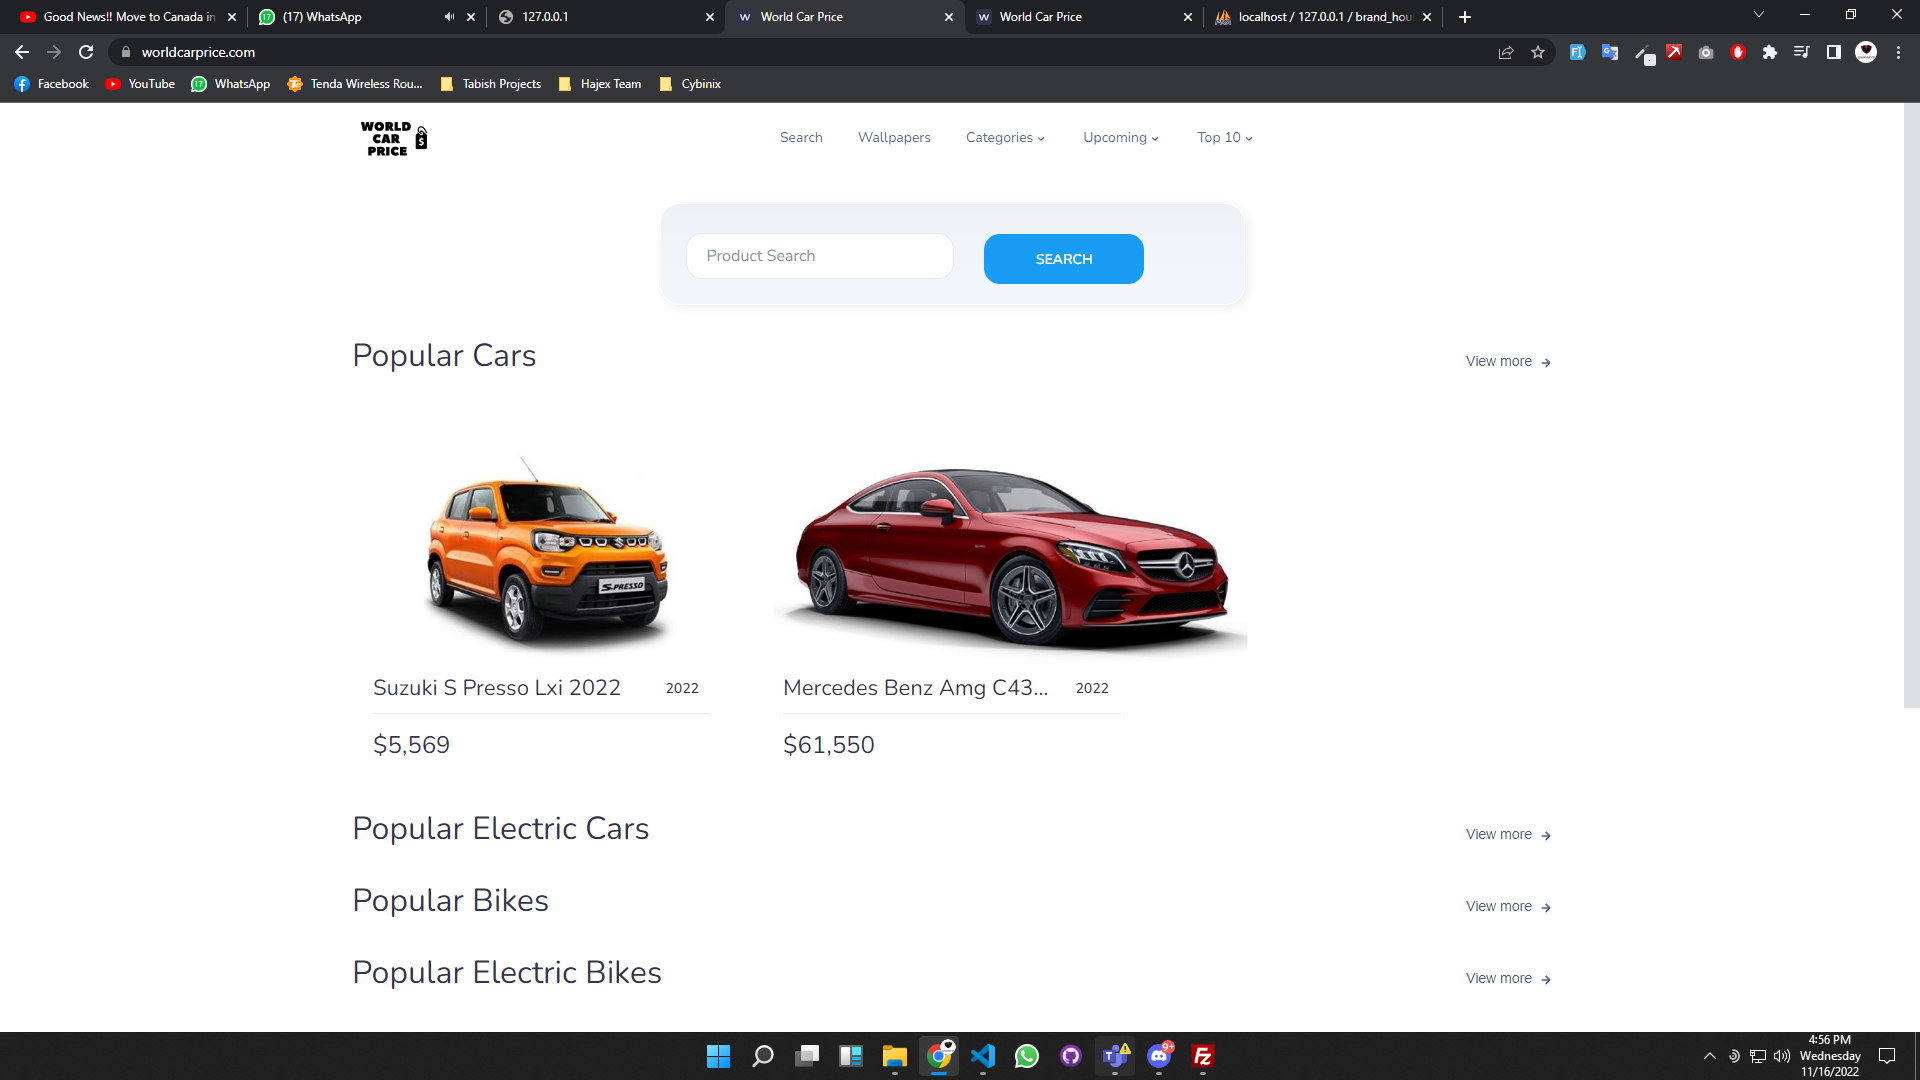 Good News!! Move to Canada in
(17) WhatsApp
127.0.0.1
World Car Price
World Car Price
localhost / 127.0.0.1 / brand_hou
worldcarprice.com
Facebook
YouTube
WhatsApp
Tenda Wireless Rou...
Tabish Projects
Hajex Team
Cybinix
WORLD
CAR
PRICE
$
Search
Wallpapers
Categories
Upcoming
Top 10
Product Search
SEARCH
Popular Cars
View more
S-PRESSO
Suzuki S Presso Lxi 2022
2022
$5,569
Mercedes Benz Amg C43...
2022
$61,550
Popular Electric Cars
View more
Popular Bikes
View more
Popular Electric Bikes
View more
9+
4:56 PM
Wednesday
11/16/2022